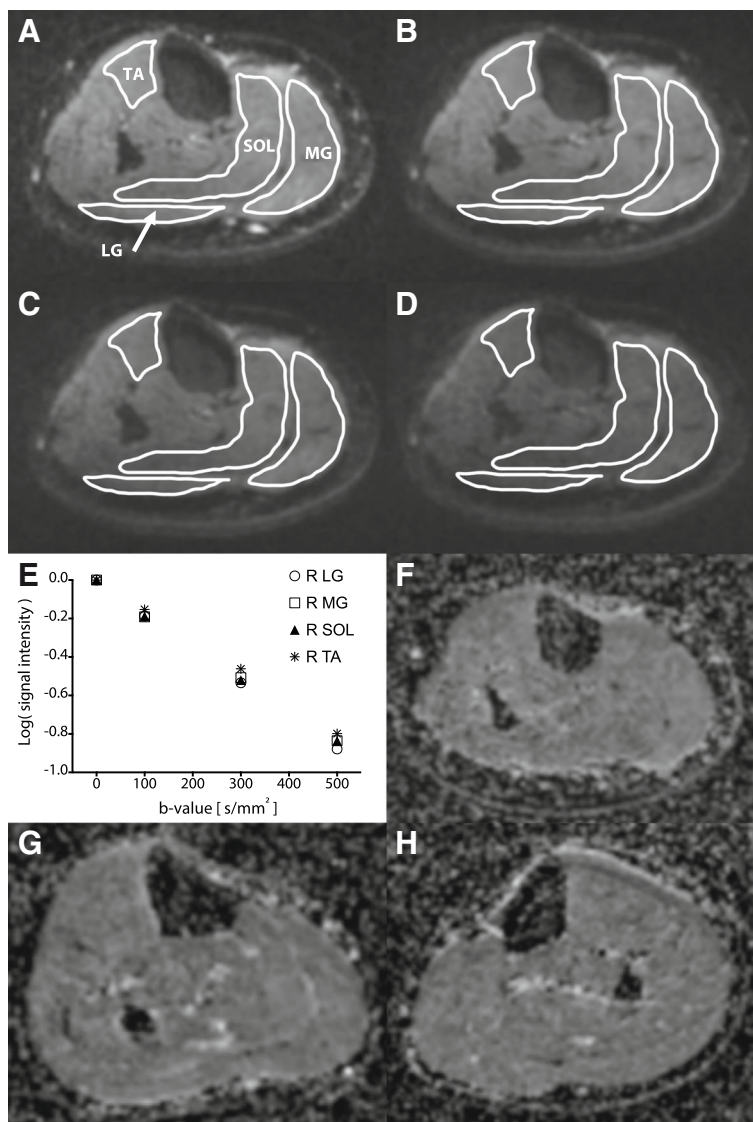 A
B
TA
SOL
MG
LG
C
D
E
Log( signal intensity )
0.0
-0.2
-0.4
-0.6
-0.8
-1.0
0 100 200 300 400 500
b-value [ s/mm² ]
R LG
R MG
R SOL
R TA
F
G
H